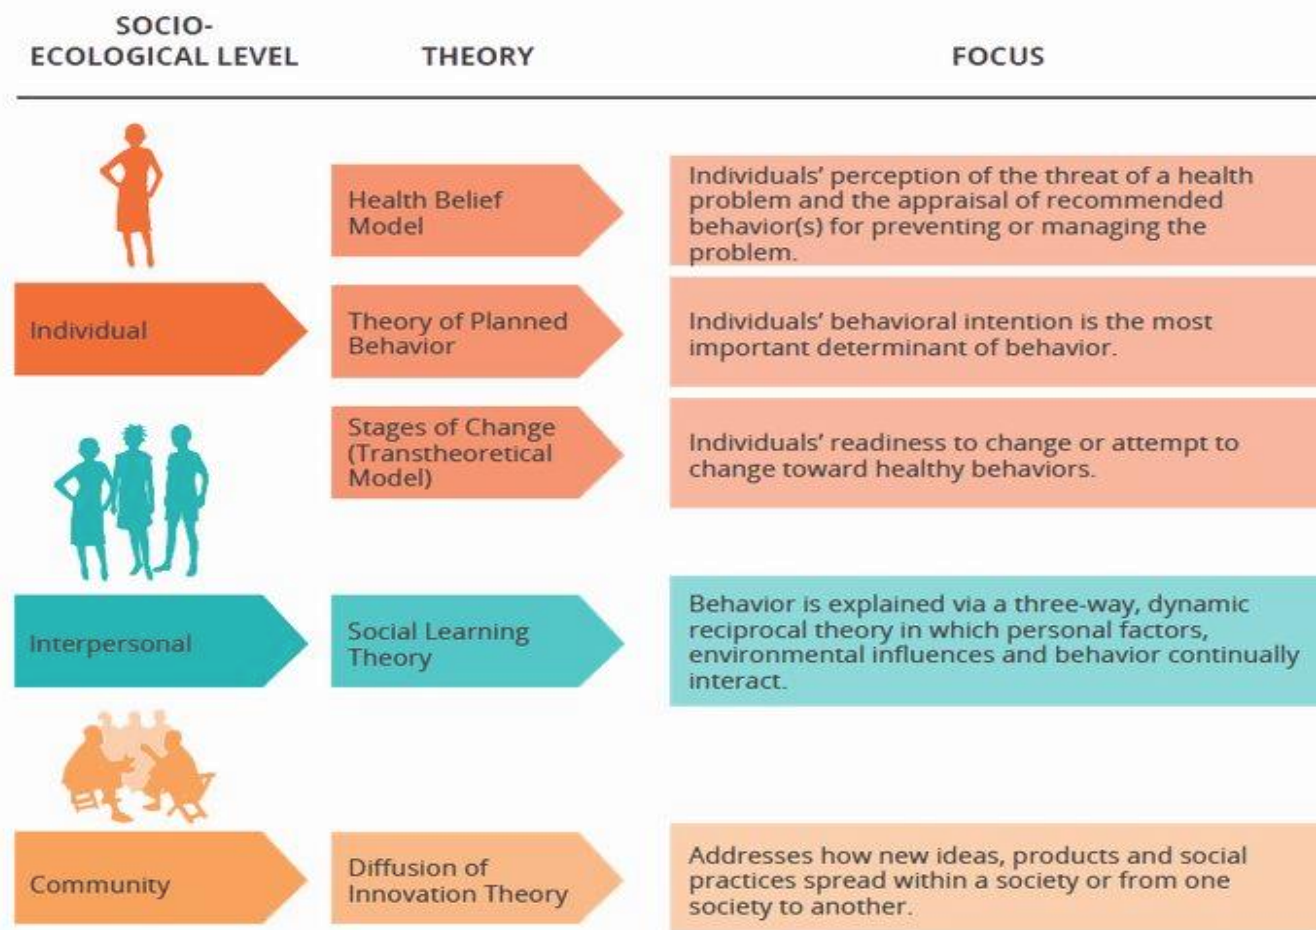 SOCIO-
ECOLOGICAL LEVEL
THEORY
FOCUS
Individual
Health Belief
Model
Individuals’ perception of the threat of a health
problem and the appraisal of recommended
behavior(s) for preventing or managing the
problem.
Theory of Planned
Behavior
Individuals’ behavioral intention is the most
important determinant of behavior.
Stages of Change
(Transtheoretical
Model)
Individuals’ readiness to change or attempt to
change toward healthy behaviors.
Interpersonal
Social Learning
Theory
Behavior is explained via a three-way, dynamic
reciprocal theory in which personal factors,
environmental influences and behavior continually
interact.
Community
Diffusion of
Innovation Theory
Addresses how new ideas, products and social
practices spread within a society or from one
society to another.